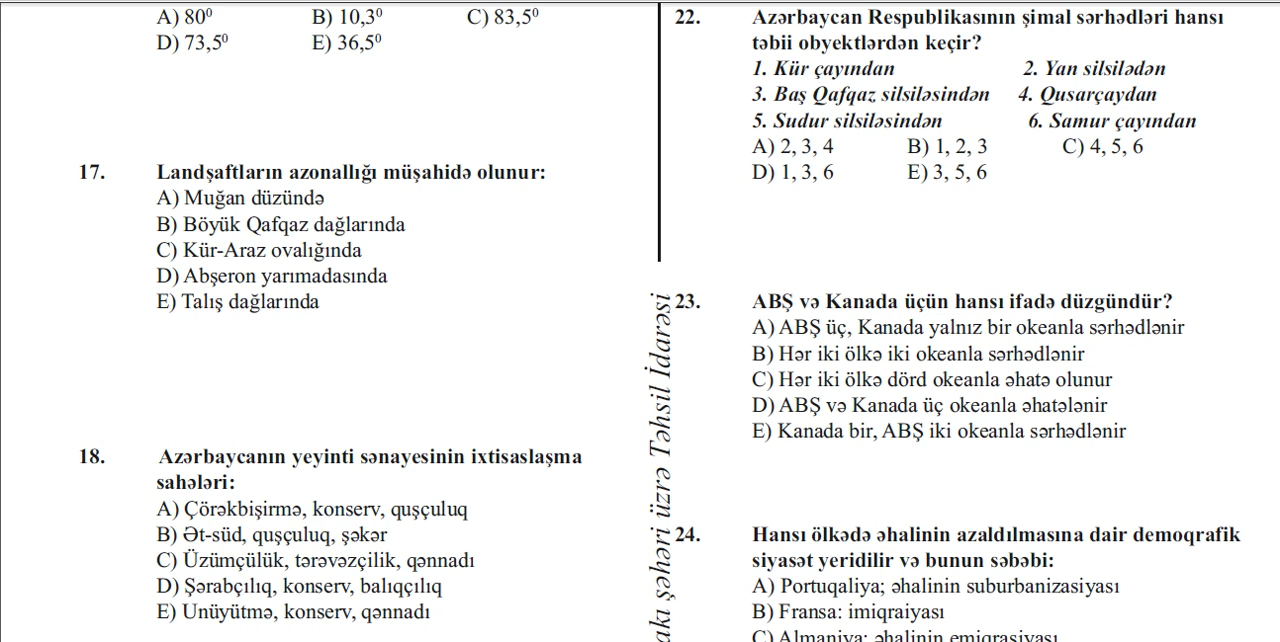 A) 80⁰ B) 10,3⁰ C) 83,5⁰
D) 73,5⁰ E) 36,5⁰
17. Landşaftların azonallığı müşahidə olunur:
A) Muğan düzündə
B) Böyük Qafqaz dağlarında
C) Kür-Araz ovalığında
D) Abşeron yarımadasında
E) Talış dağlarında
18. Azərbaycanın yeyinti sənayesinin ixtisaslaşma
sahələri:
A) Çörəkbişirmə, konserv, quşçuluq
B) Ət-süd, quşçuluq, şəkər
C) Üzümçülük, tərəvəzçilik, qənnadı
D) Şərabçılıq, konserv, balıqçılıq
E) Unüyütmə, konserv, qənnadı
akı şəhəri üzrə Təhsil İdarəsi
22. Azərbaycan Respublikasının şimal sərhədləri hansı
təbii obyektlərdən keçir?
1. Kür çayından 2. Yan silsilədən
3. Baş Qafqaz silsiləsindən 4. Qusarçaydan
5. Sudur silsiləsindən 6. Samur çayından
A) 2, 3, 4 B) 1, 2, 3 C) 4, 5, 6
D) 1, 3, 6 E) 3, 5, 6
23. ABŞ və Kanada üçün hansı ifadə düzgündür?
A) ABŞ üç, Kanada yalnız bir okeanla sərhədlənir
B) Hər iki ölkə iki okeanla sərhədlənir
C) Hər iki ölkə dörd okeanla əhatə olunur
D) ABŞ və Kanada üç okeanla əhatələnir
E) Kanada bir, ABŞ iki okeanla sərhədlənir
24. Hansı ölkədə əhalinin azaldılmasına dair demoqrafik
siyasət yeridilir və bunun səbəbi:
A) Portuqaliya; əhalinin suburbanizasiyası
B) Fransa: imiqraiyası
C) Almaniya: əhalinin emiqrasiyası